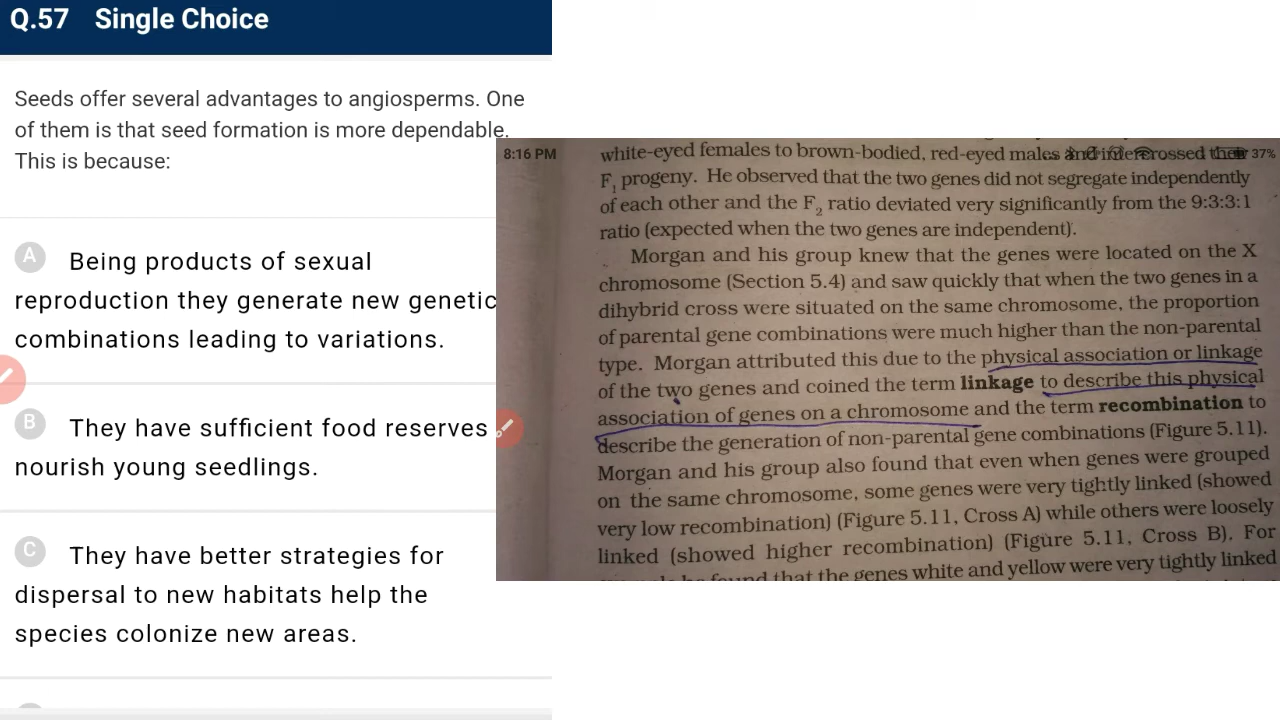 Q.57 Single Choice
Seeds offer several advantages to angiosperms. One
of them is that seed formation is more dependable.
This is because:
A Being products of sexual
reproduction they generate new genetic
combinations leading to variations.
B They have sufficient food reserves
nourish young seedlings.
C They have better strategies for
dispersal to new habitats help the
species colonize new areas.
8:16 PM
37%
white-eyed females to brown-bodied, red-eyed males and intercrossed their
F1 progeny. He observed that the two genes did not segregate independently
of each other and the F2 ratio deviated very significantly from the 9:3:3:1
ratio (expected when the two genes are independent).
Morgan and his group knew that the genes were located on the X
chromosome (Section 5.4) and saw quickly that when the two genes in a
dihybrid cross were situated on the same chromosome, the proportion
of parental gene combinations were much higher than the non-parental
type. Morgan attributed this due to the physical association or linkage
of the two genes and coined the term linkage to describe this physical
association of genes on a chromosome and the term recombination to
describe the generation of non-parental gene combinations (Figure 5.11).
Morgan and his group also found that even when genes were grouped
on the same chromosome, some genes were very tightly linked (showed
very low recombination) (Figure 5.11, Cross A) while others were loosely
linked (showed higher recombination) (Figure 5.11, Cross B). For
found that the genes white and yellow were very tightly linked